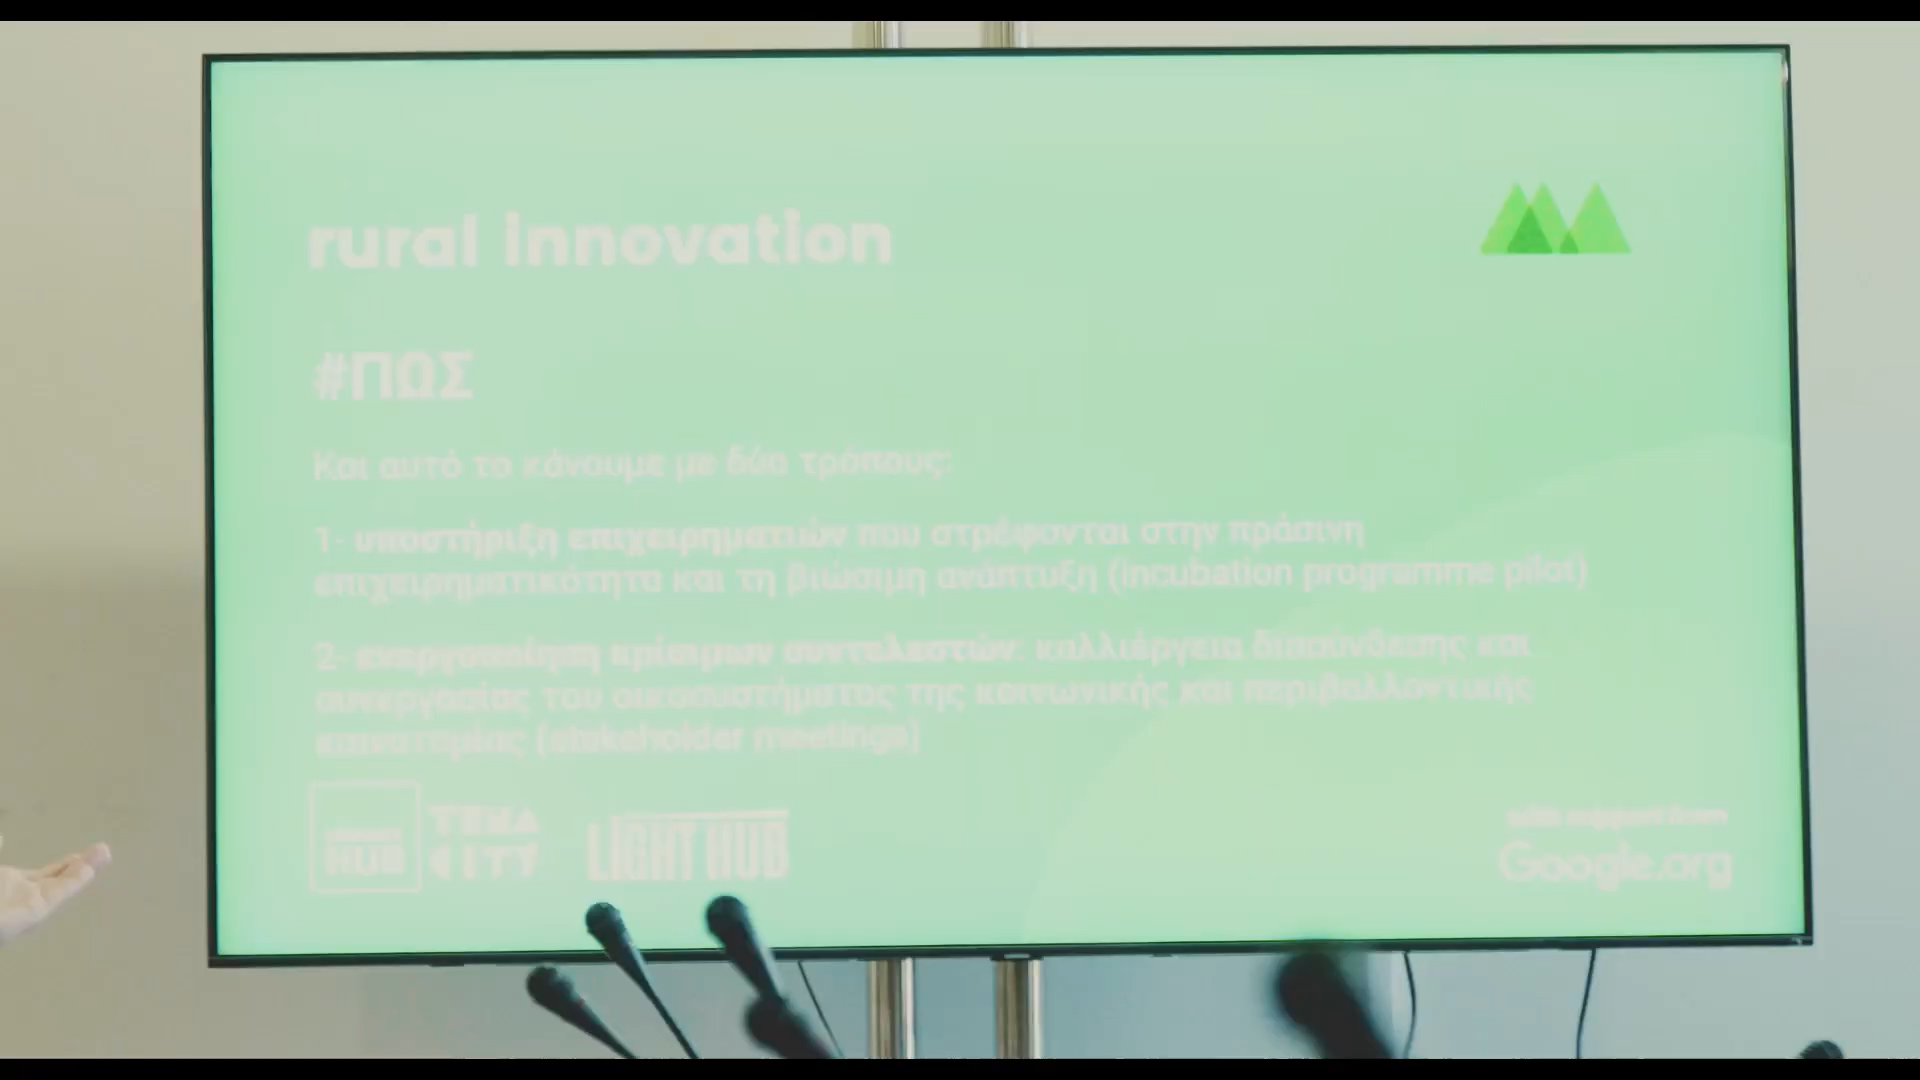 rural Innovation
#ΠΩΣ
Και αυτό το κάνουμε με δύο τρόπους:
1- υποστήριξη επιχειρηματιών που στρέφονται στην πράσινη
επιχειρηματικότητα και τη βιώσιμη ανάπτυξη (incubation programme pilot)
2- ενεργοποίηση κρίσιμων συντελεστών: καλλιέργεια διασύνδεσης και
συνεργασίας του οικοσυστήματος της κοινωνικής και περιβαλλοντικής
καινοτομίας (stakeholder meetings)
HUB
LIGHT HUB
with support from
Google.org